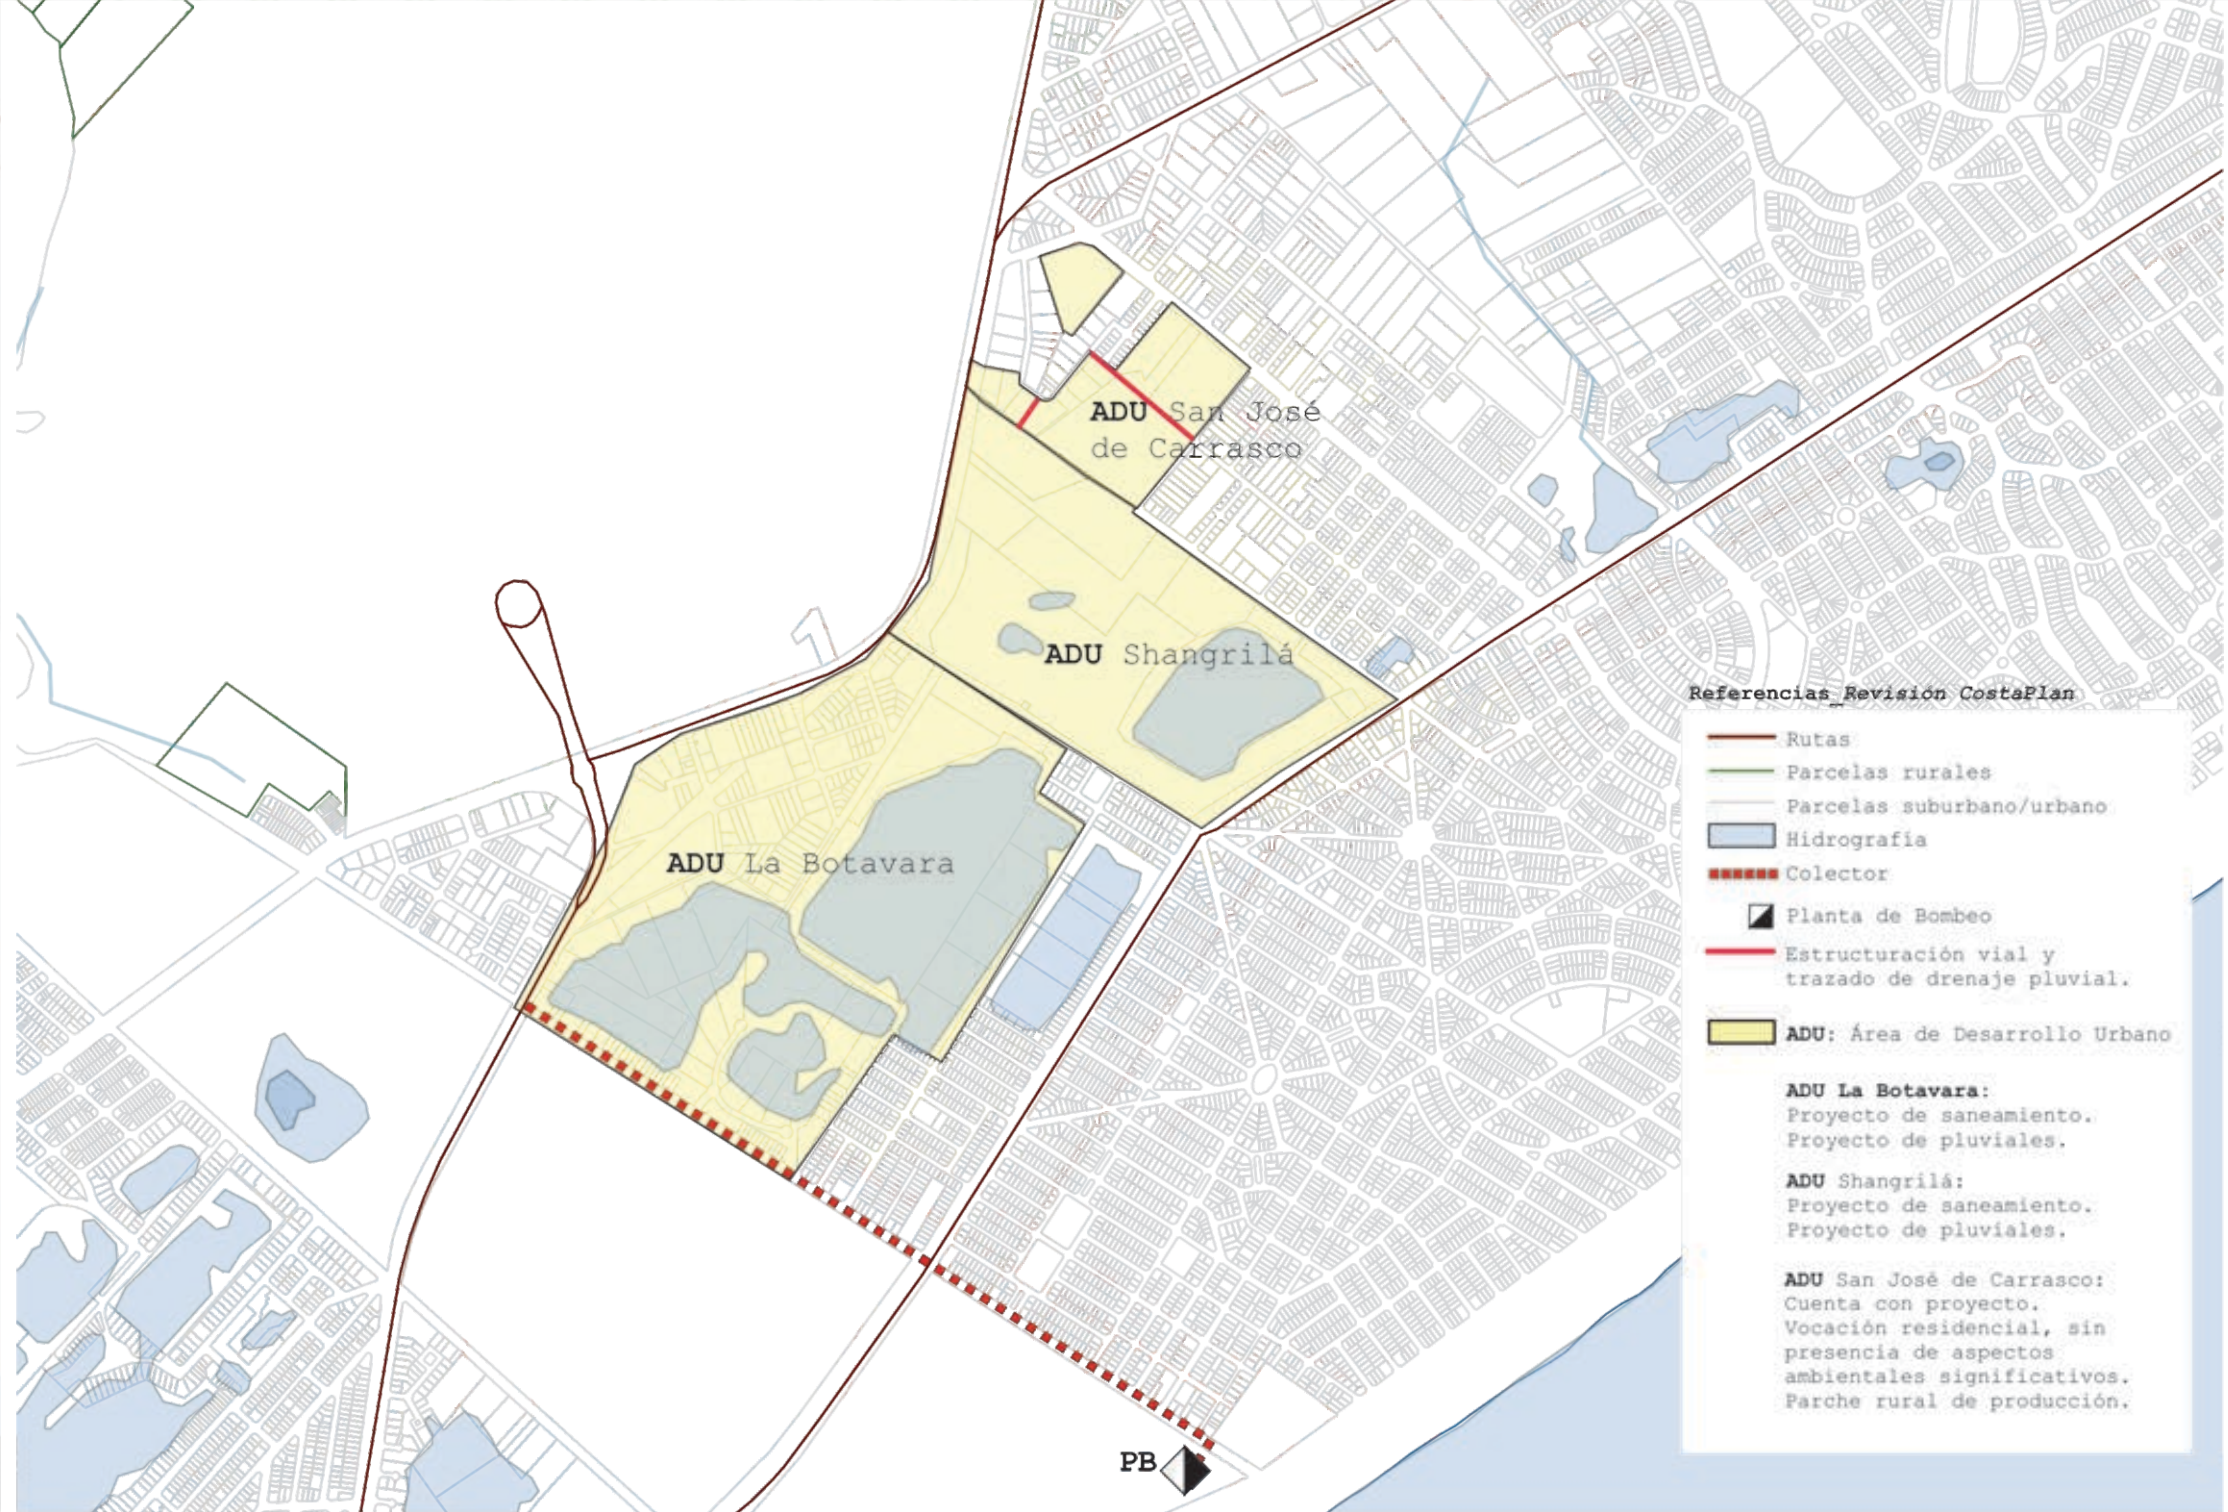 ADU San José
de Carrasco
ADU Shangrilá
ADU La Botavara
PB
Referencias_Revisión CostaPlan
Rutas
Parcelas rurales
Parcelas suburbano/urbano
Hidrografía
Colector
Planta de Bombeo
Estructuración vial y
trazado de drenaje pluvial.
ADU: Área de Desarrollo Urbano
ADU La Botavara:
Proyecto de saneamiento.
Proyecto de pluviales.
ADU Shangrilá:
Proyecto de saneamiento.
Proyecto de pluviales.
ADU San José de Carrasco:
Cuenta con proyecto.
Vocación residencial, sin
presencia de aspectos
ambientales significativos.
Parche rural de producción.